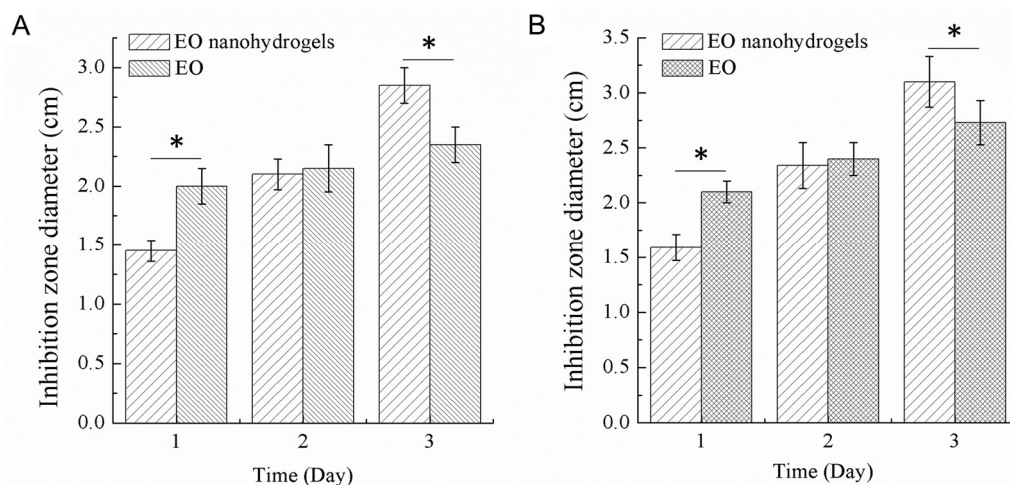 A
EO nanohydrogels
EO
Inhibition zone diameter (cm)
3.0
2.5
2.0
1.5
1.0
0.5
0.0
*
*
1 2 3
Time (Day)
B
EO nanohydrogels
EO
Inhibition zone diameter (cm)
3.5
3.0
2.5
2.0
1.5
1.0
0.5
0.0
*
*
1 2 3
Time (Day)